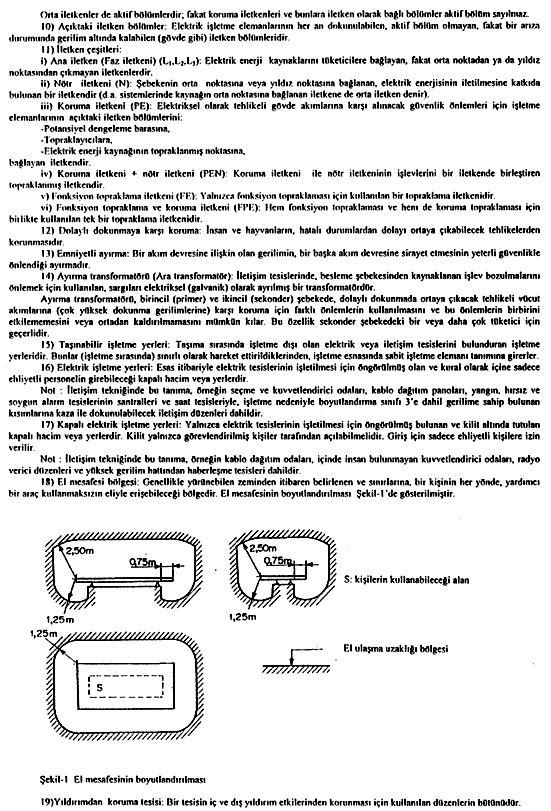 Orta iletkenler de aktif bölümlerdir; fakat koruma iletkenleri ve bunlara iletken olarak bağlı bölümler aktif bölüm sayılmaz.
10) Açıktaki iletken bölümler: Elektrik işletme elemanlarının her an dokunulabilen, aktif bölüm olmayan, fakat bir arıza
durumunda gerilim altında kalabilen (gövde gibi) iletken bölümleridir.
11) İletken çeşitleri:
i) Ana iletken (Faz iletkeni) (L1,L2,L3): Elektrik enerji kaynaklarını tüketicilere bağlayan, fakat orta noktadan ya da yıldız
noktasından çıkmayan iletkenlerdir.
ii) Nötr iletkeni (N): Şebekenin orta noktasına veya yıldız noktasına bağlanan, elektrik enerjisinin iletilmesine katkıda
bulunan bir iletkendir (d.a. sistemlerinde kaynağın orta noktasına bağlanan iletkene de orta iletken denir).
iii) Koruma iletkeni (PE): Elektriksel olarak tehlikeli gövde akımlarına karşı alınacak güvenlik önlemleri için işletme
elemanlarının açıktaki iletken bölümlerini:
-Potansiyel dengeleme barasına,
-Topraklayıcılara,
-Elektrik enerji kaynağının topraklanmış noktasına,
bağlayan iletkendir.
iv) Koruma iletkeni + nötr iletkeni (PEN): Koruma iletkeni ile nötr iletkeninin işlevlerini bir iletkende birleştiren
topraklanmış iletkendir.
v) Fonksiyon topraklama iletkeni (FE): Yalnızca fonksiyon topraklaması için kullanılan bir topraklama iletkenidir.
vi) Fonksiyon topraklama ve koruma iletkeni (FPE): Hem fonksiyon topraklaması ve hem de koruma topraklaması için
birlikte kullanılan tek bir topraklama iletkenidir.
12) Dolaylı dokunmaya karşı koruma: İnsan ve hayvanların, hatalı durumlardan dolayı ortaya çıkabilecek tehlikelerden
korunmasıdır.
13) Emniyetli ayırma: Bir akım devresine ilişkin olan gerilimin, bir başka akım devresine sirayet etmesinin yeterli güvenlikle
önlendiği ayırmadır.
14) Ayırma transformatörü (Ara transformatör): İletişim tesislerinde, besleme şebekesinden kaynaklanan işlev bozulmalarını
önlemek için kullanılan, sargıları elektriksel (galvanik) olarak ayrılmış bir transformatördür.
Ayırma transformatörü, birincil (primer) ve ikincil (sekonder) şebekede, dolaylı dokunmada ortaya çıkacak tehlikeli vücut
akımlarına (çok yüksek dokunma gerilimlerine) karşı koruma için farklı önlemlerin kullanılmasını ve bu önlemlerin birbirini
etkilememesini veya ortadan kaldırılmamasını mümkün kılar. Bu özellik sekonder şebekedeki bir veya daha çok tüketici için
geçerlidir.
15) Taşınabilir işletme yerleri: Taşıma sırasında işletme dışı olan elektrik veya iletişim tesislerini bulunduran işletme
yerleridir. Bunlar (işletme sırasında) sınırlı olarak hareket ettirildiklerinden, işletme esnasında sabit işletme elemanı tanımına girerler.
16) Elektrik işletme yerleri: Esas itibariyle elektrik tesislerinin işletilmesi için öngörülmüş olan ve kural olarak içine sadece
ehliyetli personelin girebileceği kapalı hacim veya yerlerdir.
Not : İletişim tekniğinde bu tanıma, örneğin seçme ve kuvvetlendirici odaları, kablo dağıtım panoları, yangın, hırsız ve
soygun alarm tesislerinin santralleri ve saat tesisleriyle, işletme nedeniyle boyutlandırma sınıfı 3'e dahil gerilime sahip bulunan
kısımlarına kaza ile dokunulabilecek iletişim düzenleri dahildir.
17) Kapalı elektrik işletme yerleri: Yalnızca elektrik tesislerinin işletilmesi için öngörülmüş bulunan ve kilit altında tutulan
kapalı hacim veya yerlerdir. Kilit yalnızca görevlendirilmiş kişiler tarafından açılabilmelidir. Giriş için sadece ehliyetli kişilere izin
verilir.
Not : İletişim tekniğinde bu tanıma, örneğin kablo dağıtım odaları, içinde insan bulunmayan kuvvetlendirici odaları, radyo
verici düzenleri ve yüksek gerilim hattından haberleşme tesisleri dahildir.
18) El mesafesi bölgesi: Genellikle yürünebilen zeminden itibaren belirlenen ve sınırlarına, bir kişinin her yönde, yardımcı
bir araç kullanmaksızın eliyle erişebileceği bölgedir. El mesafesinin boyutlandırılması Şekil-1'de gösterilmiştir.
2,50m
0,75m
1,25m
2,50m
0,75m
1,25m
S: kişilerin kullanabileceği alan
1,25m
S
El ulaşma uzaklığı bölgesi
Şekil-1 El mesafesinin boyutlandırılması
19)Yıldırımdan koruma tesisi: Bir tesisin iç ve dış yıldırım etkilerinden korunması için kullanılan düzenlerin bütünüdür.